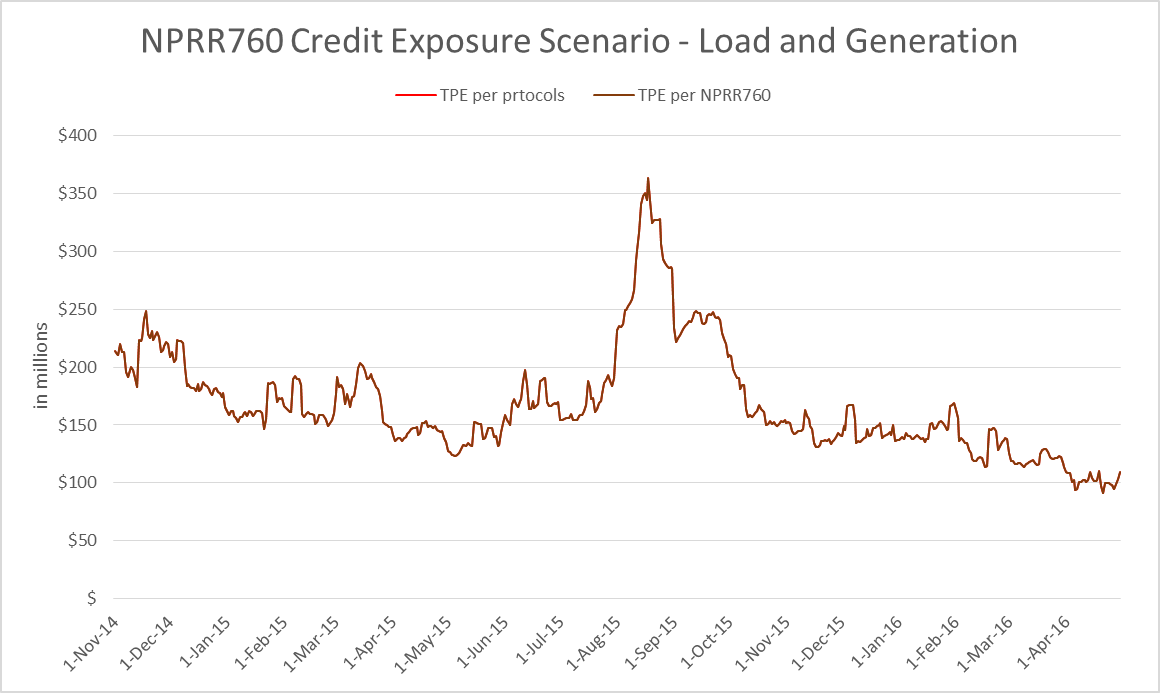 NPRR760 Credit Exposure Scenario - Load and Generation
TPE per prtocols
TPE per NPRR760
$400
$350
$300
$250
$200
$150
$100
$50
$
in millions
1-Nov-14
1-Dec-14
1-Jan-15
1-Feb-15
1-Mar-15
1-Apr-15
1-May-15
1-Jun-15
1-Jul-15
1-Aug-15
1-Sep-15
1-Oct-15
1-Nov-15
1-Dec-15
1-Jan-16
1-Feb-16
1-Mar-16
1-Apr-16